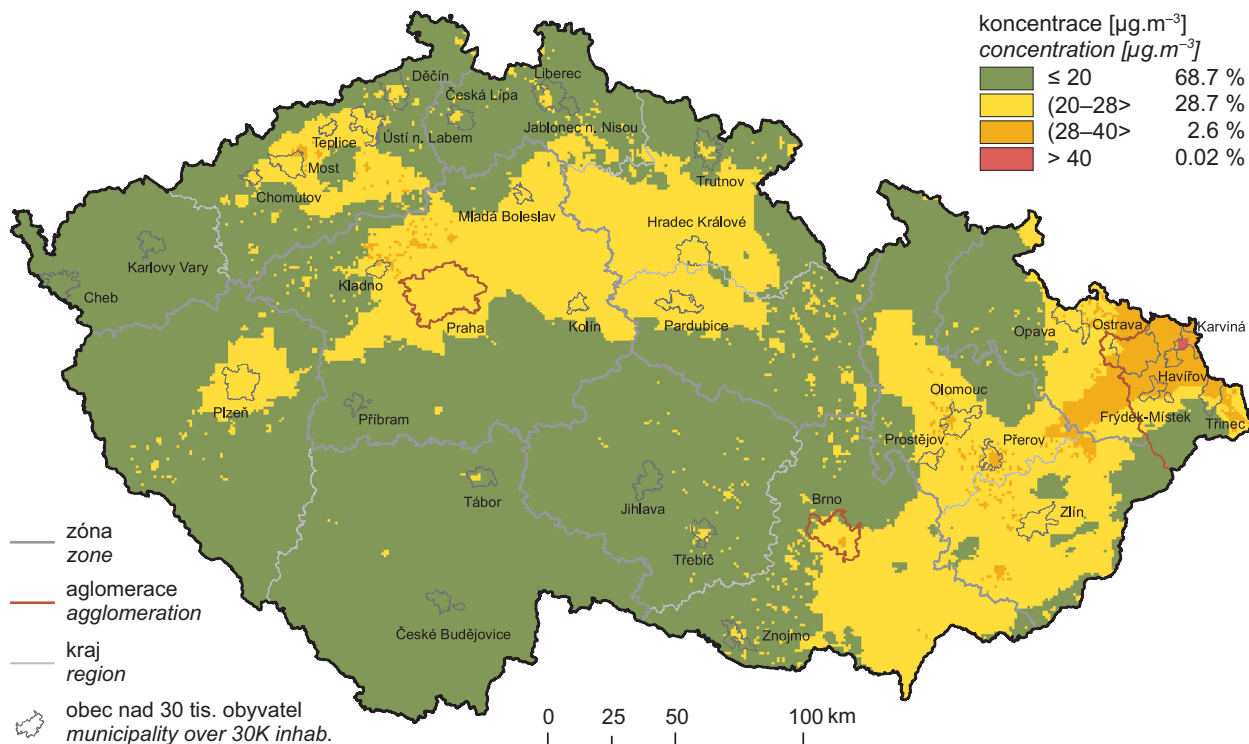 koncentrace [µg.m⁻³]
concentration [µg.m⁻³]
≤ 20 68.7 %
(20–28> 28.7 %
(28–40> 2.6 %
> 40 0.02 %
Děčín
Liberec
Česká Lípa
Jablonec n. Nisou
Teplice
Ústí n. Labem
Most
Trutnov
Chomutov
Mladá Boleslav
Hradec Králové
Karlovy Vary
Cheb
Kladno
Praha
Kolín
Pardubice
Opava
Ostrava
Karviná
Havířov
Olomouc
Plzeň
Příbram
Frýdek-Místek
Třinec
Prostějov
Přerov
Tábor
Jihlava
Brno
Zlín
Třebíč
České Budějovice
Znojmo
zóna
zone
aglomerace
agglomeration
kraj
region
obec nad 30 tis. obyvatel
municipality over 30K inhab.
0 25 50 100 km